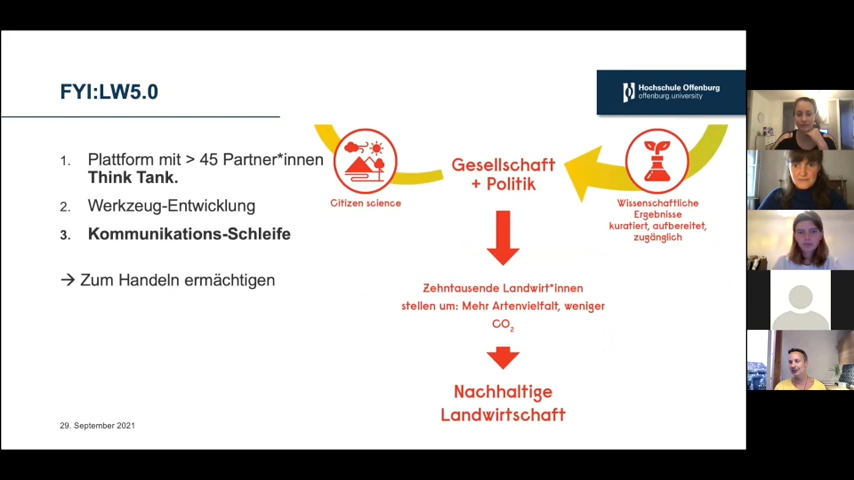 FYI:LW5.0
Hochschule Offenburg
offenburg.university
1. Plattform mit > 45 Partner*innen
Think Tank.
2. Werkzeug-Entwicklung
3. Kommunikations-Schleife
→ Zum Handeln ermächtigen
Citizen science
Gesellschaft
+ Politik
Wissenschaftliche
Ergebnisse
kuratiert, aufbereitet,
zugänglich
Zehntausende Landwirt*innen
stellen um: Mehr Artenvielfalt, weniger
CO₂
Nachhaltige
Landwirtschaft
29. September 2021